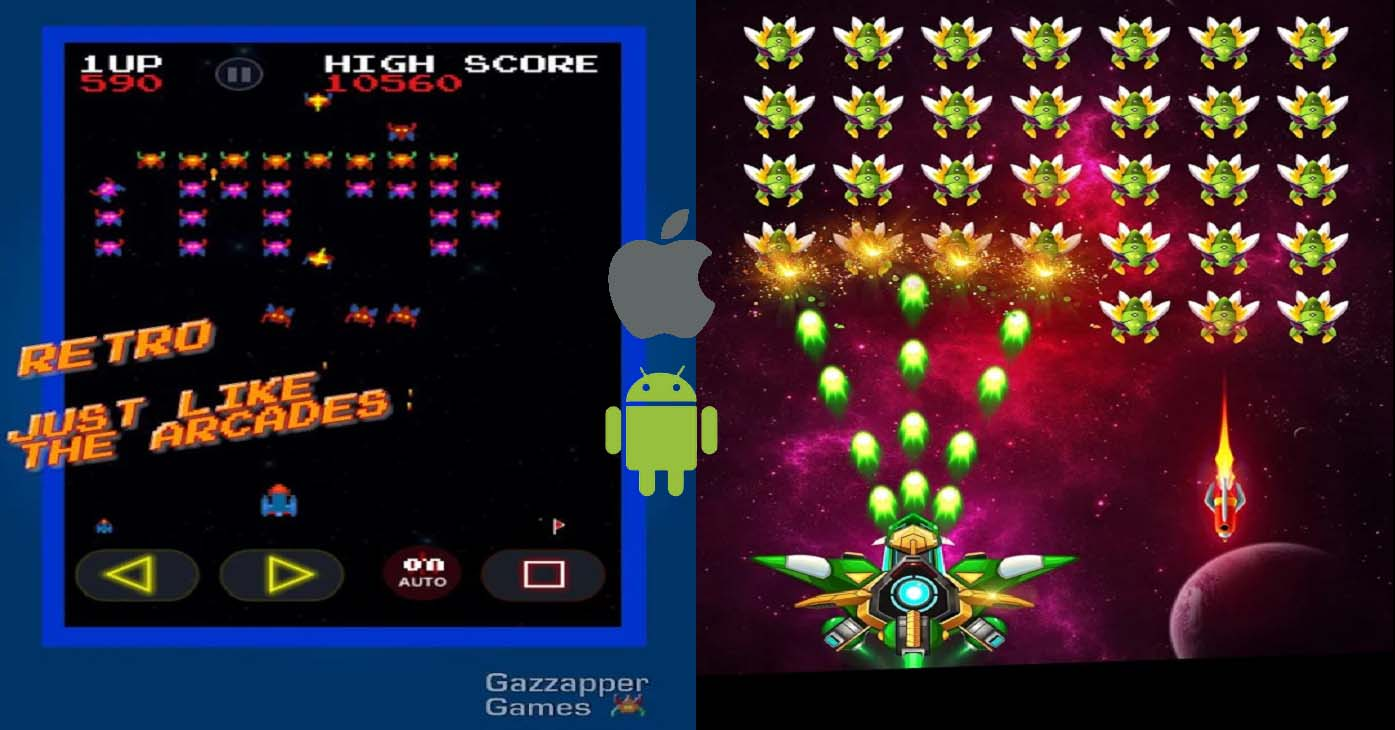 1UP
HIGH SCORE
590
10560
RETRO
JUST LIKE
THE ARCADES
on
AUTO
Gazzapper
Games